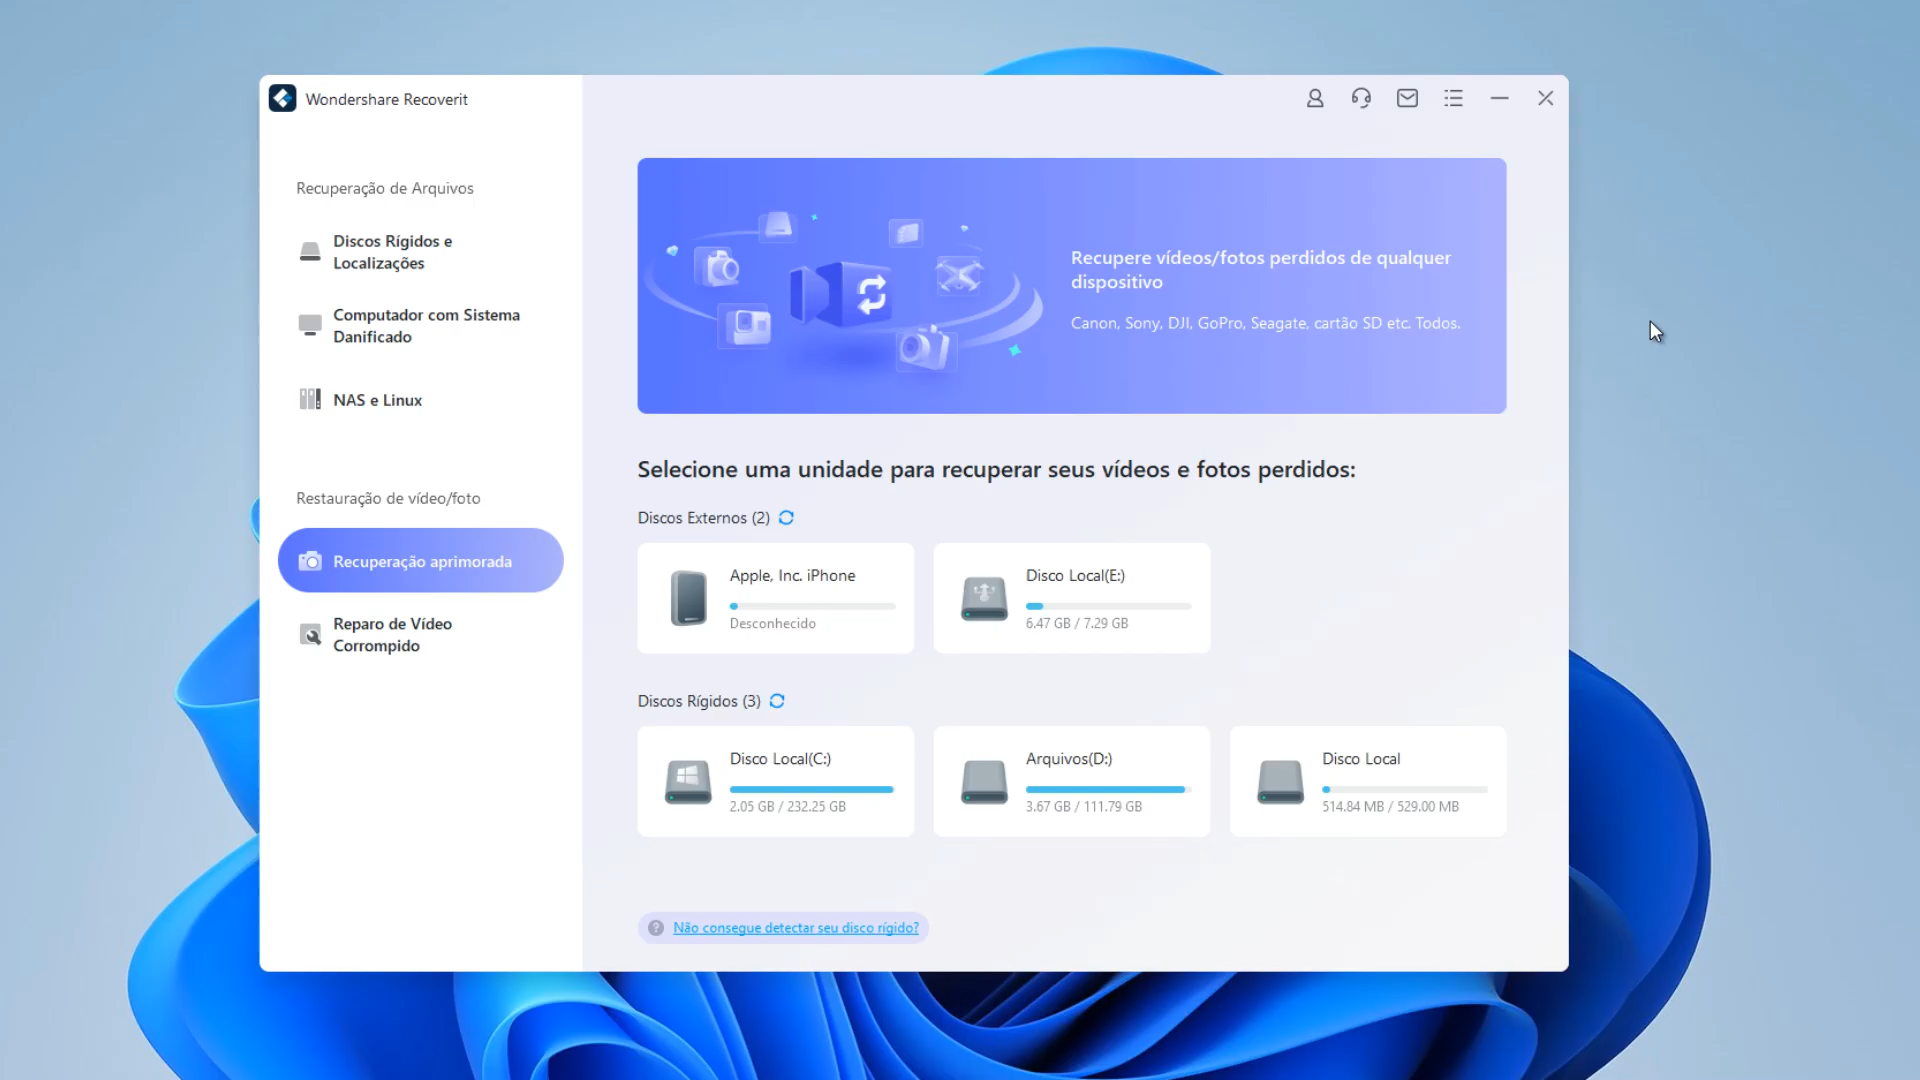 Wondershare Recoverit
Recuperação de Arquivos
Discos Rígidos e
Localizações
Computador com Sistema
Danificado
NAS e Linux
Restauração de vídeo/foto
Recuperação aprimorada
Reparo de Vídeo
Corrompido
Recupere vídeos/fotos perdidos de qualquer
dispositivo
Canon, Sony, DJI, GoPro, Seagate, cartão SD etc. Todos.
Selecione uma unidade para recuperar seus vídeos e fotos perdidos:
Discos Externos (2)
Apple, Inc. iPhone
Desconhecido
Disco Local(E:)
6.47 GB / 7.29 GB
Discos Rígidos (3)
Disco Local(C:)
2.05 GB / 232.25 GB
Arquivos(D:)
3.67 GB / 111.79 GB
Disco Local
514.84 MB / 529.00 MB
Não consegue detectar seu disco rígido?